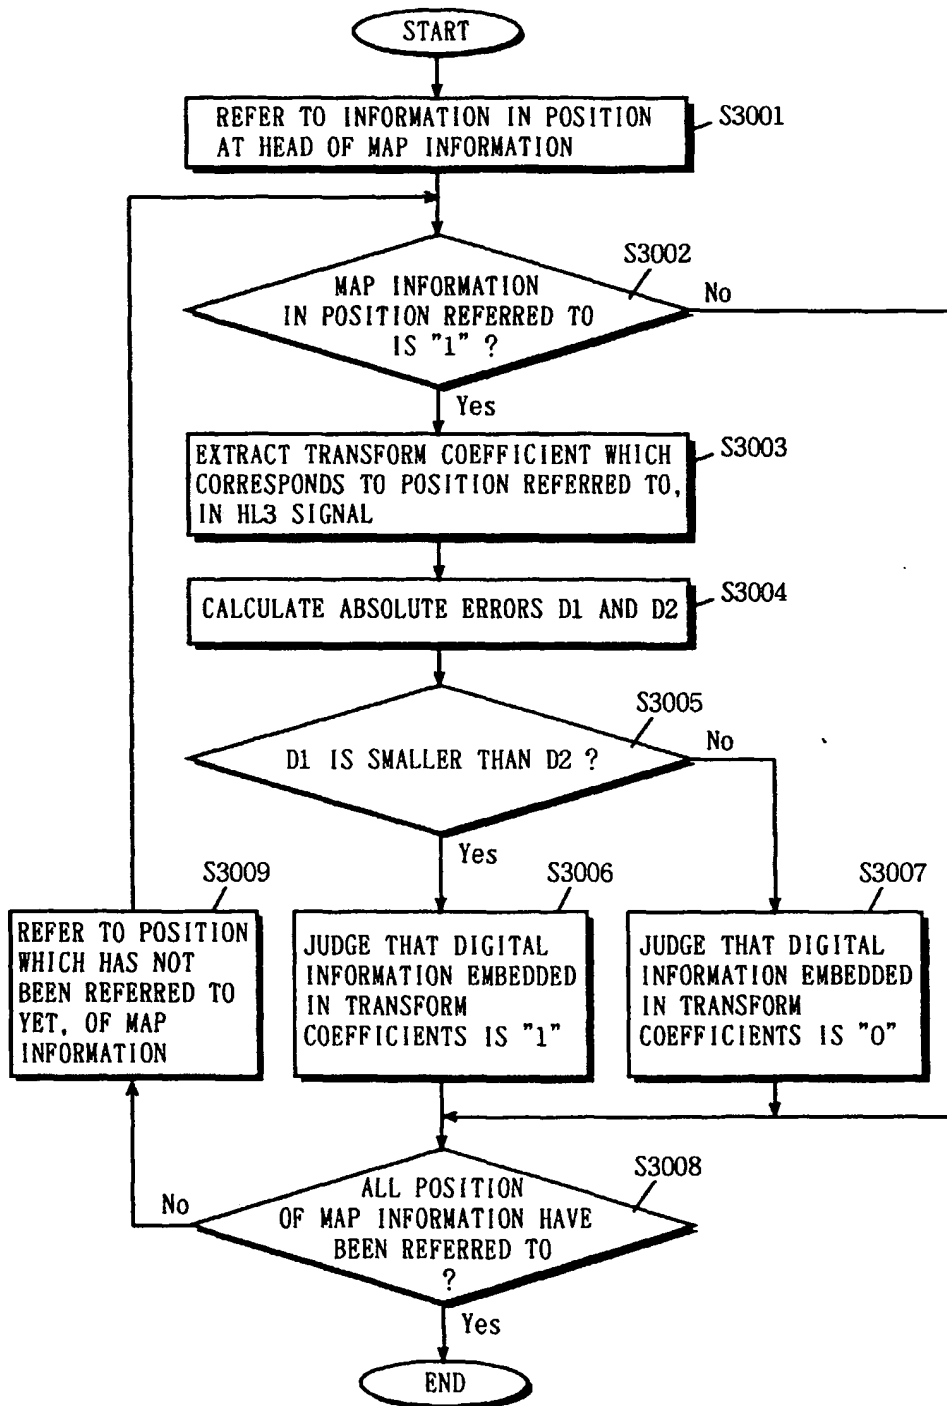 START
REFER TO INFORMATION IN POSITION
AT HEAD OF MAP INFORMATION
S3001
S3002
MAP INFORMATION
IN POSITION REFERRED TO
IS "1" ?
No
Yes
EXTRACT TRANSFORM COEFFICIENT WHICH
CORRESPONDS TO POSITION REFERRED TO,
IN HL3 SIGNAL
S3003
CALCULATE ABSOLUTE ERRORS D1 AND D2
S3004
S3005
D1 IS SMALLER THAN D2 ?
No
Yes
S3009
REFER TO POSITION
WHICH HAS NOT
BEEN REFERRED TO
YET, OF MAP
INFORMATION
S3006
JUDGE THAT DIGITAL
INFORMATION EMBEDDED
IN TRANSFORM
COEFFICIENTS IS "1"
S3007
JUDGE THAT DIGITAL
INFORMATION EMBEDDED
IN TRANSFORM
COEFFICIENTS IS "0"
S3008
ALL POSITION
OF MAP INFORMATION HAVE
BEEN REFERRED TO
?
No
Yes
END